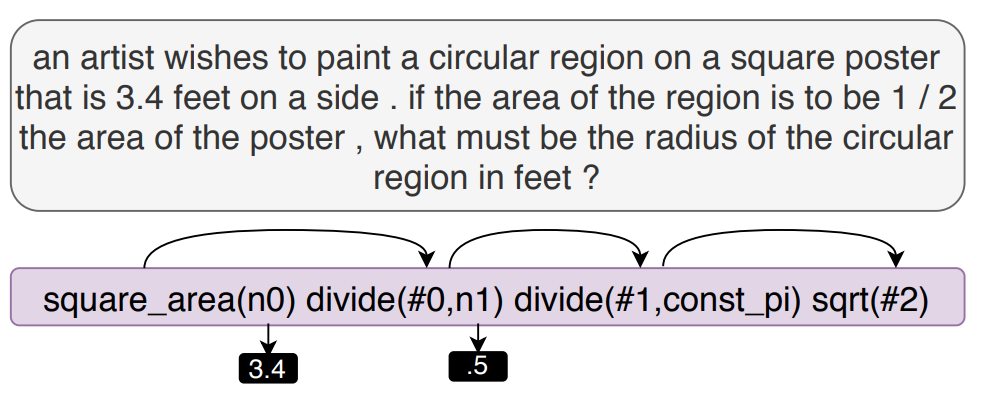 an artist wishes to paint a circular region on a square poster
that is 3.4 feet on a side . if the area of the region is to be 1 / 2
the area of the poster , what must be the radius of the circular
region in feet ?
square_area(n0) divide(#0,n1) divide(#1,const_pi) sqrt(#2)
3.4
.5